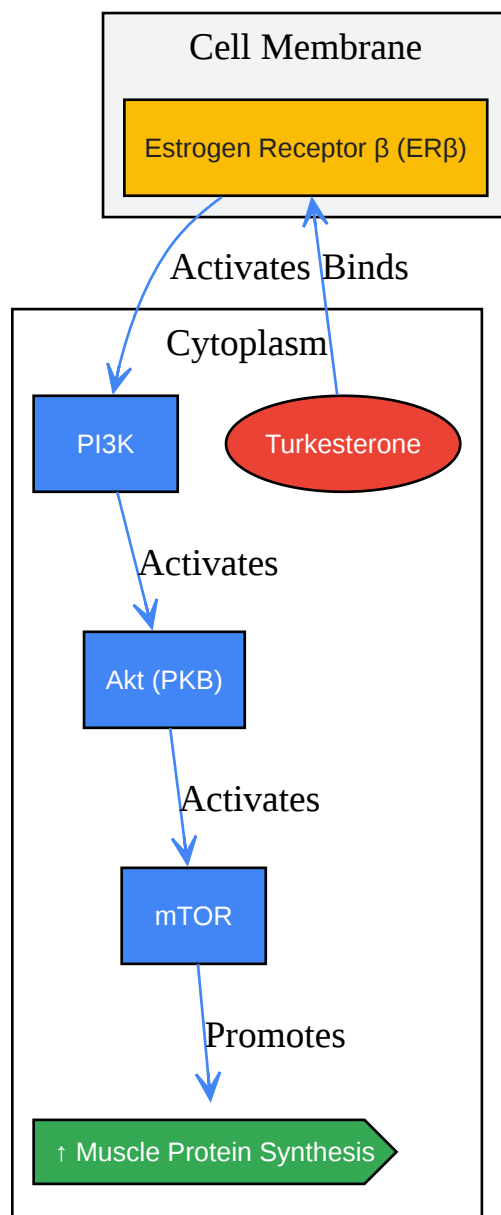 Cell Membrane
Estrogen Receptor β (ERβ)
Activates
Binds
Cytoplasm
PI3K
Turkesterone
Activates
Akt (PKB)
Activates
mTOR
Promotes
↑ Muscle Protein Synthesis